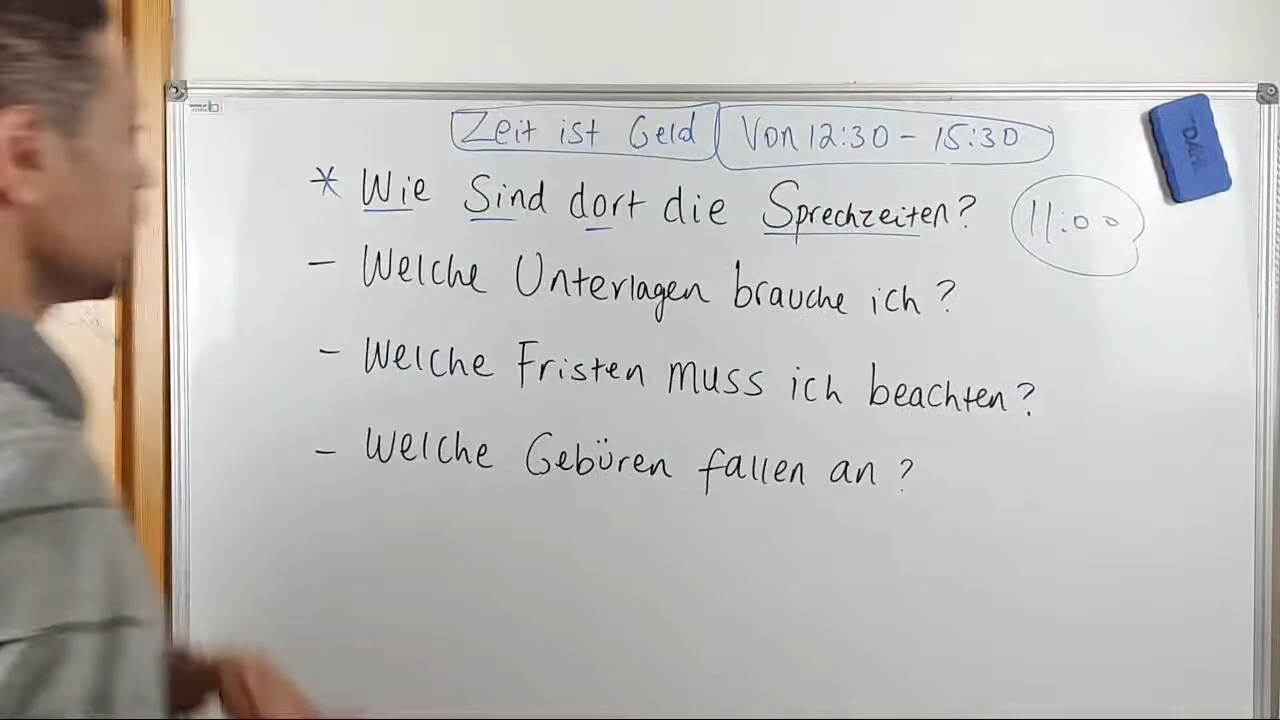 Zeit ist Geld Von 12:30 - 15:30
* Wie Sind dort die Sprechzeiten?
11:00
- Welche Unterlagen brauche ich?
- Welche Fristen muss ich beachten?
- Welche Gebüren fallen an?